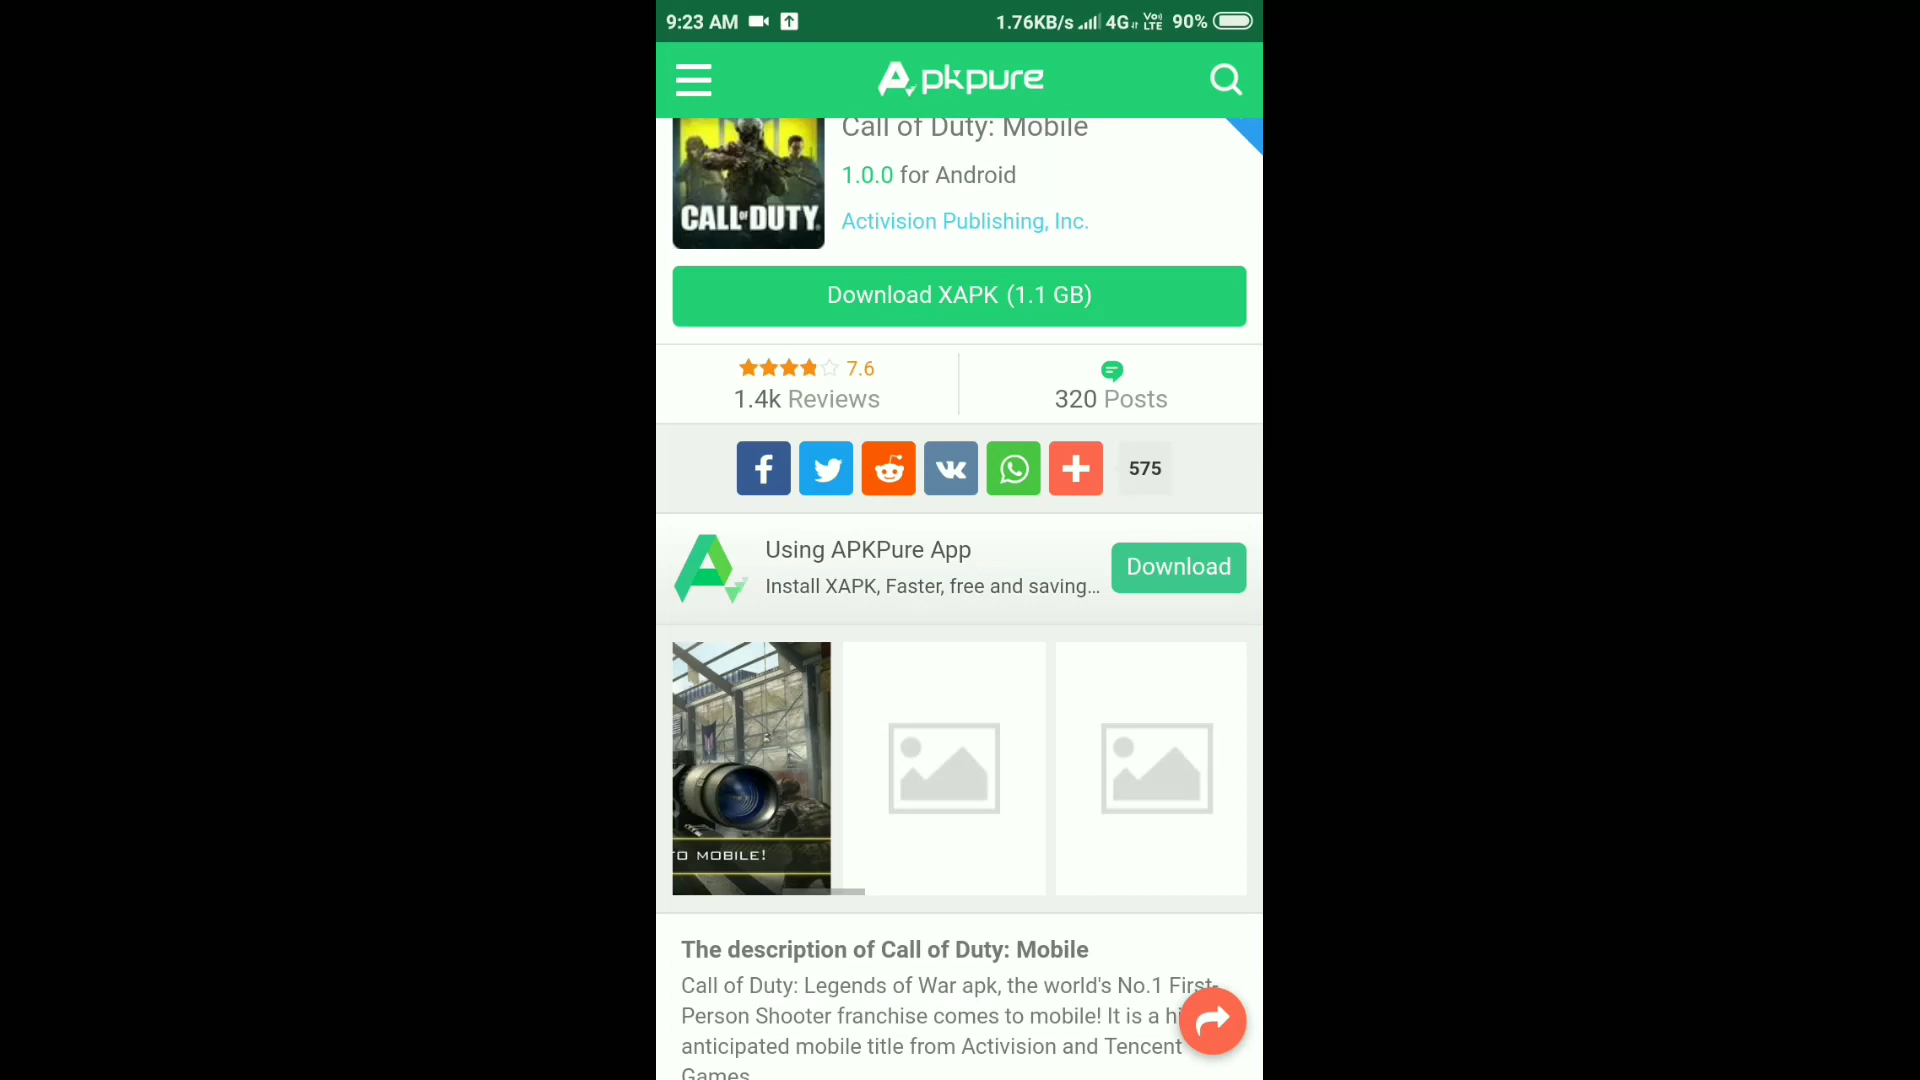 9:23 AM 1.76KB/s 4G Vo LTE 90%
Apkpure
Call of Duty: Mobile
1.0.0 for Android
CALL OF DUTY
Activision Publishing, Inc.
Download XAPK (1.1 GB)
7.6
1.4k Reviews
320 Posts
575
Using APKPure App
Install XAPK, Faster, free and saving...
Download
TO MOBILE!
The description of Call of Duty: Mobile
Call of Duty: Legends of War apk, the world's No.1 First-
Person Shooter franchise comes to mobile! It is a
anticipated mobile title from Activision and Tencent
Games